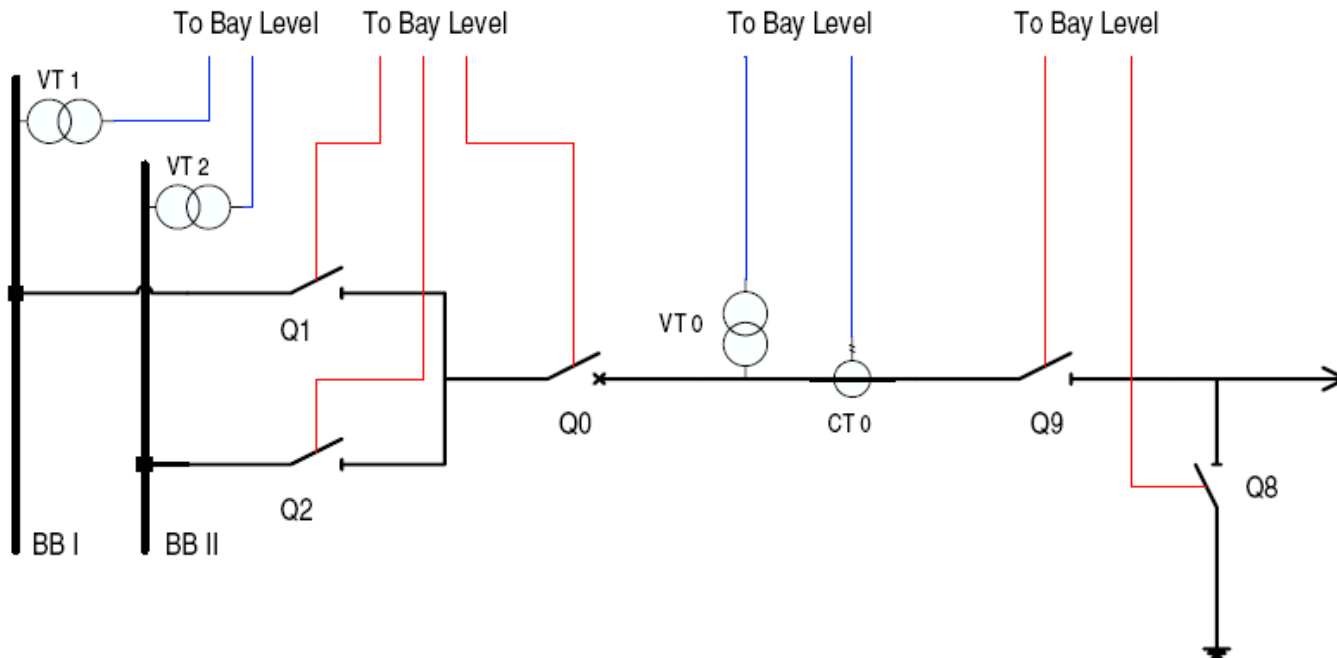 To Bay Level
To Bay Level
To Bay Level
To Bay Level
VT 1
VT 2
VT 0
Q1
Q0
CT 0
Q9
Q8
Q2
BB I
BB II